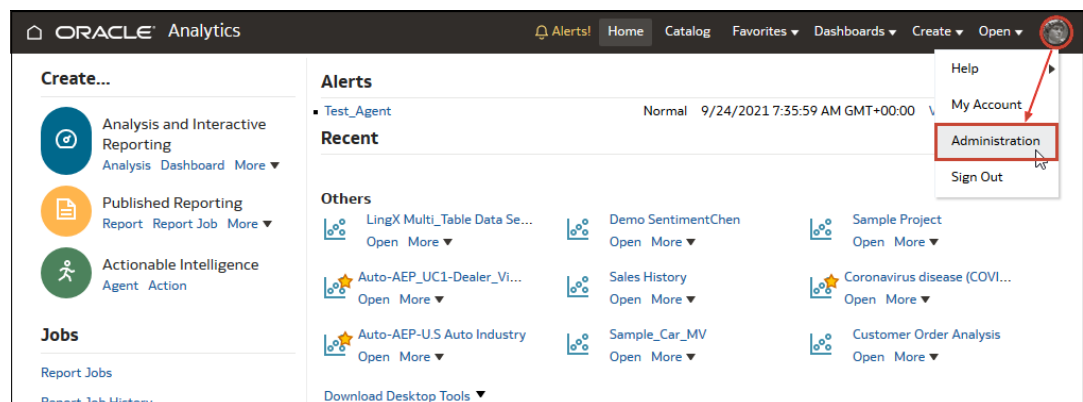 ORACLE Analytics
Alerts! Home Catalog Favorites Dashboards Create Open
Help
My Account
Administration
Sign Out
Create...
Analysis and Interactive
Reporting
Analysis Dashboard More
Published Reporting
Report Report Job More
Actionable Intelligence
Agent Action
Jobs
Report Jobs
Report Job History
Alerts
Test_Agent Normal 9/24/2021 7:35:59 AM GMT+00:00
Recent
Others
LingX Multi_Table Data Se...
Open More
Demo SentimentChen
Open More
Sample Project
Open More
Auto-AEP_UC1-Dealer_Vi...
Open More
Sales History
Open More
Coronavirus disease (COVI...
Open More
Auto-AEP-U.S Auto Industry
Open More
Sample_Car_MV
Open More
Customer Order Analysis
Open More
Download Desktop Tools